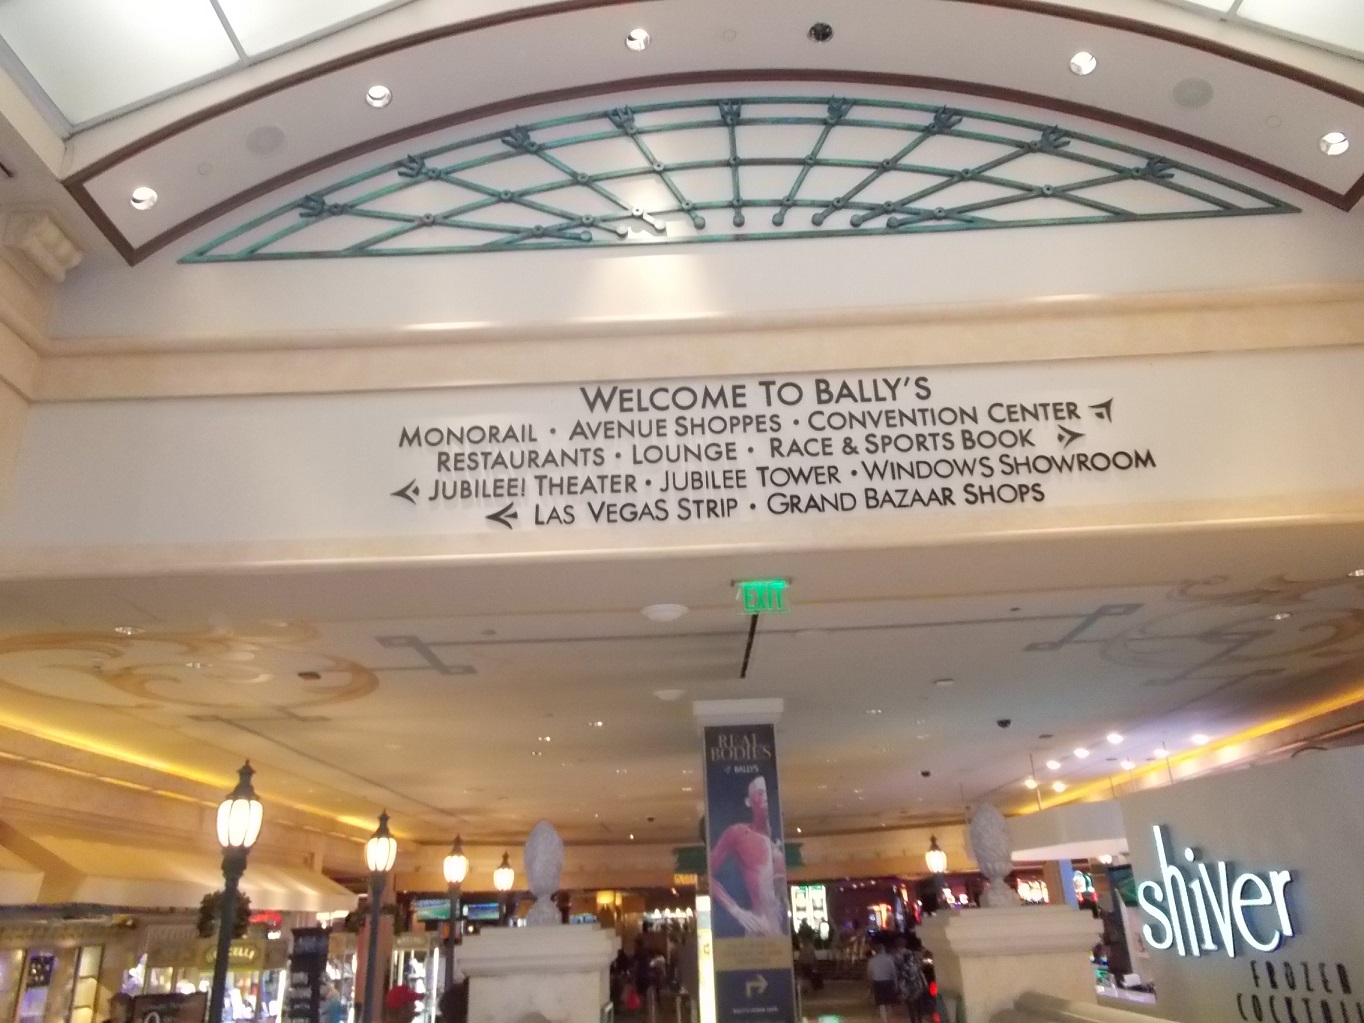 WELCOME TO BALLY'S
MONORAIL • AVENUE SHOPPES • CONVENTION CENTER
RESTAURANTS • LOUNGE • RACE & SPORTS BOOK
JUBILEE! THEATER • JUBILEE TOWER • WINDOWS SHOWROOM
LAS VEGAS STRIP • GRAND BAZAAR SHOPS
EXIT
REAL
BODIES
AT BALLY'S
shiver
FROZEN